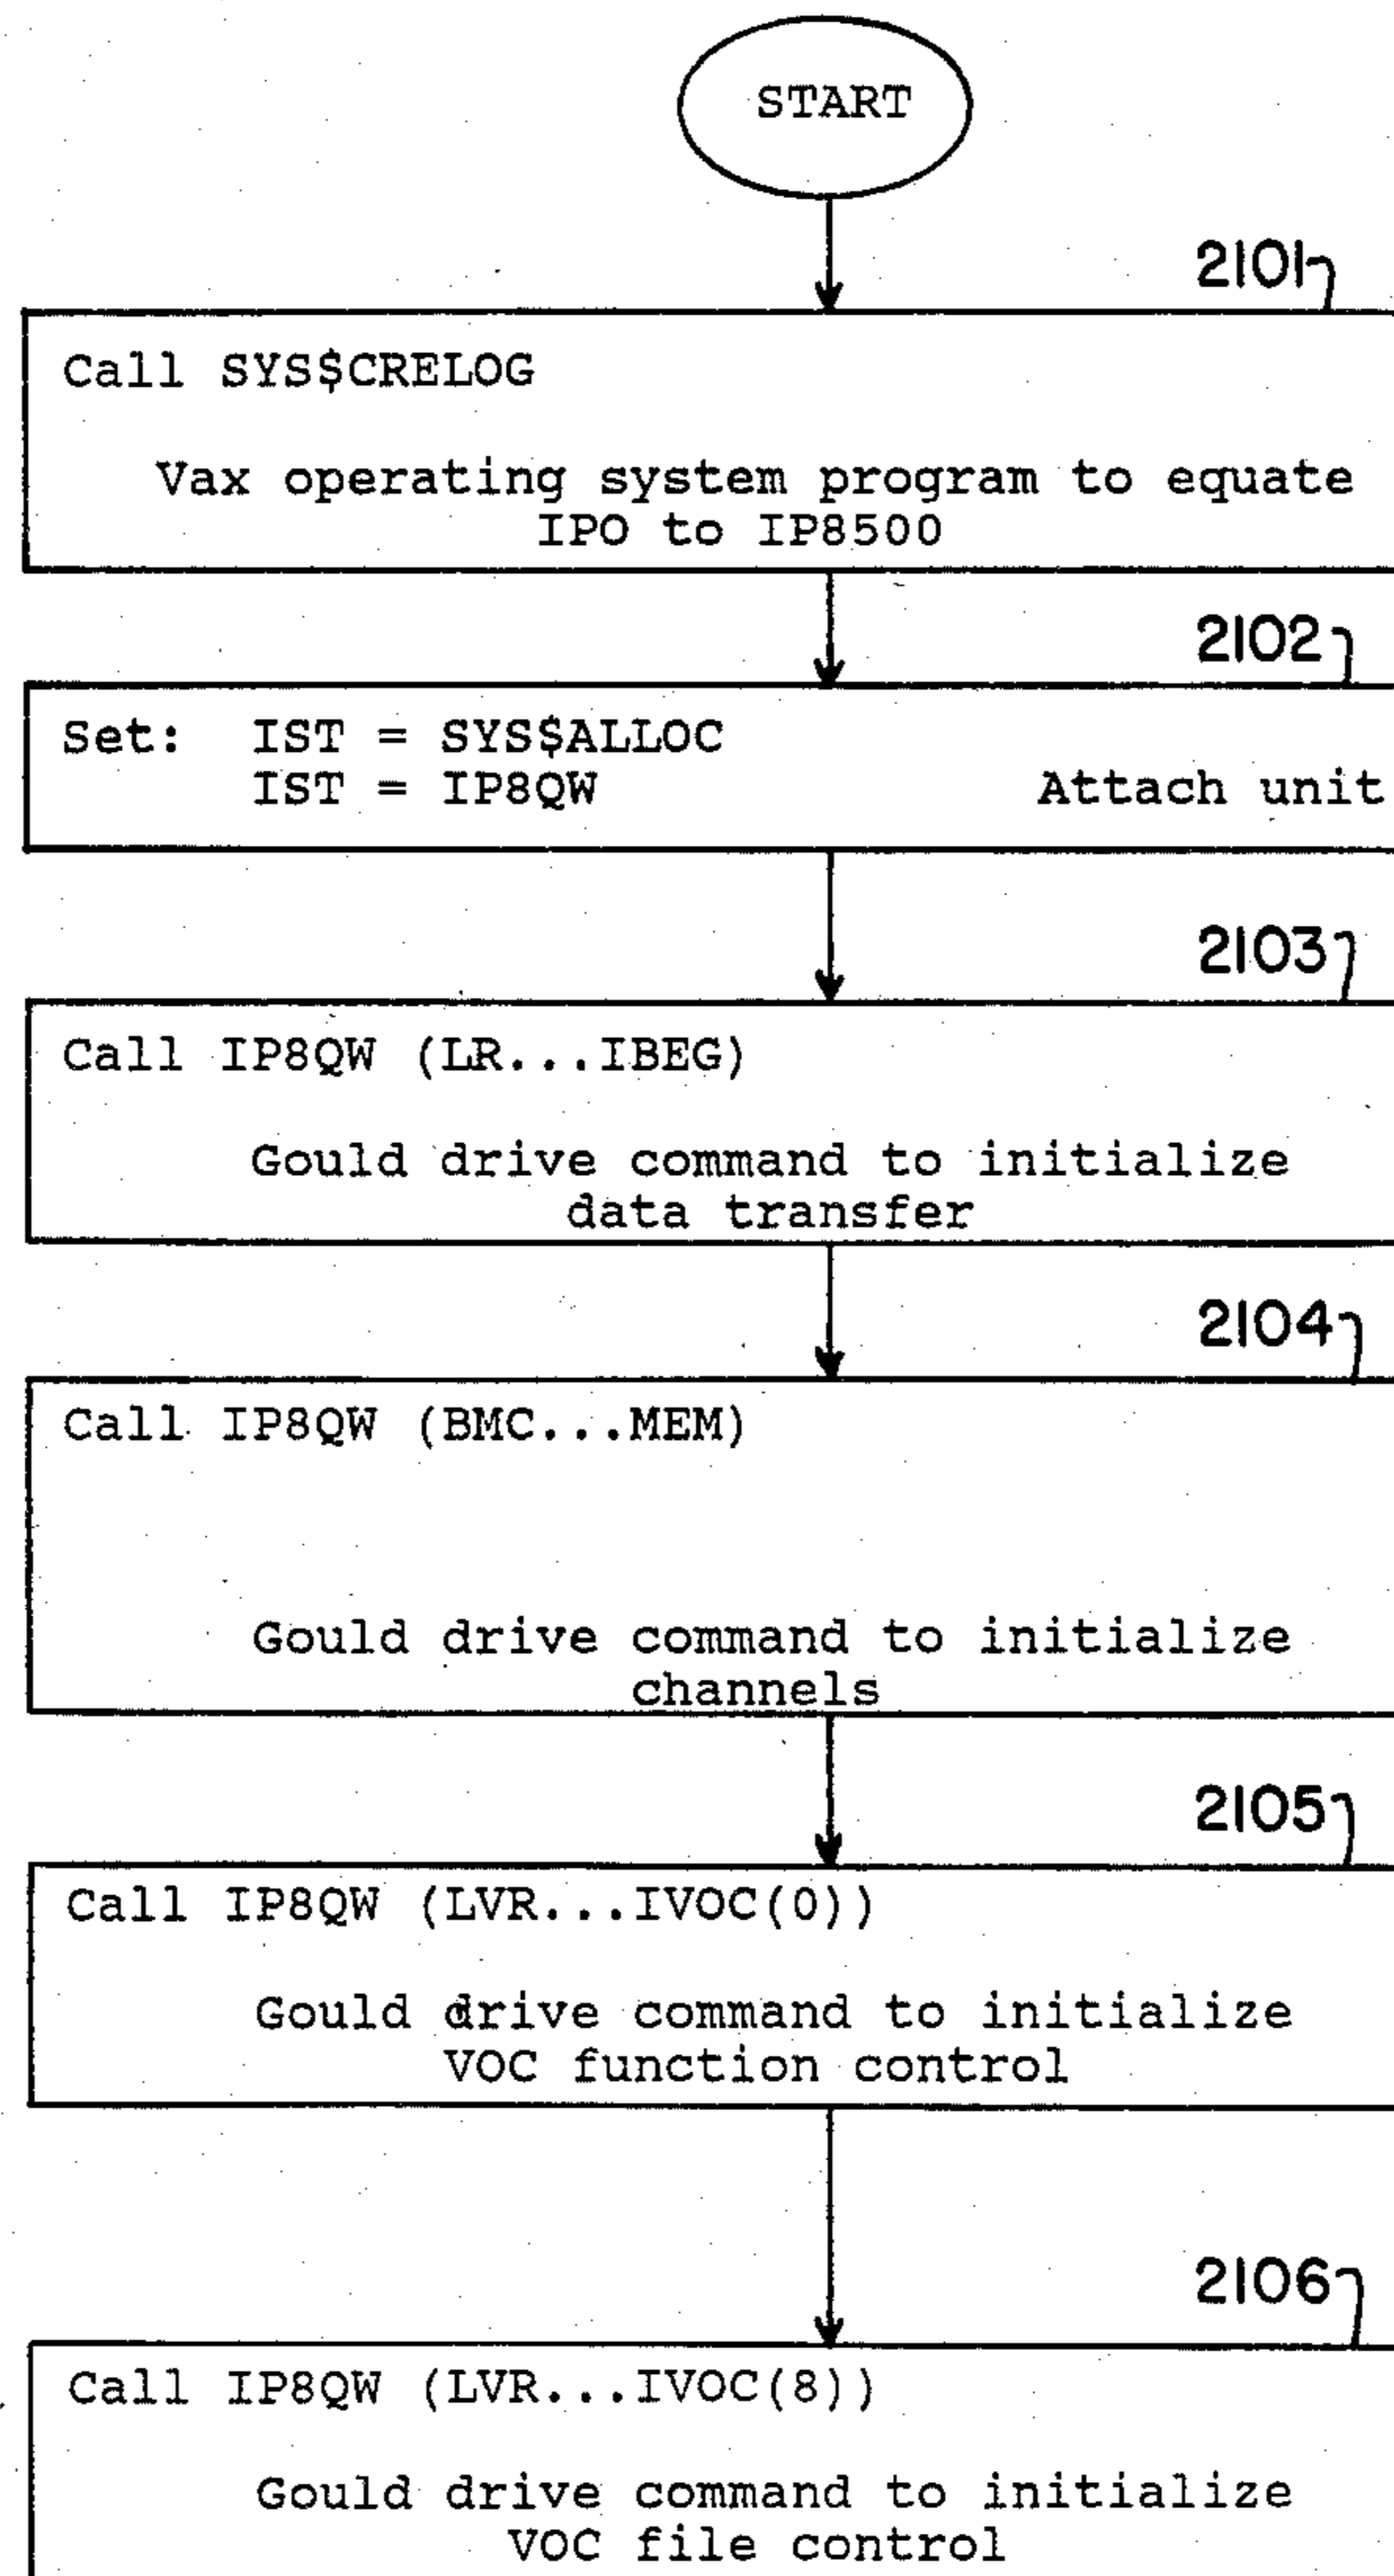 START
2101
Call SYS$CRELOG
Vax operating system program to equate
IPO to IP8500
2102
Set: IST = SYS$ALLOC
IST = IP8QW Attach unit
2103
Call IP8QW (LR...IBEG)
Gould drive command to initialize
data transfer
2104
Call IP8QW (BMC...MEM)
Gould drive command to initialize
channels
2105
Call IP8QW (LVR...IVOC(0))
Gould drive command to initialize
VOC function control
2106
Call IP8QW (LVR...IVOC(8))
Gould drive command to initialize
VOC file control